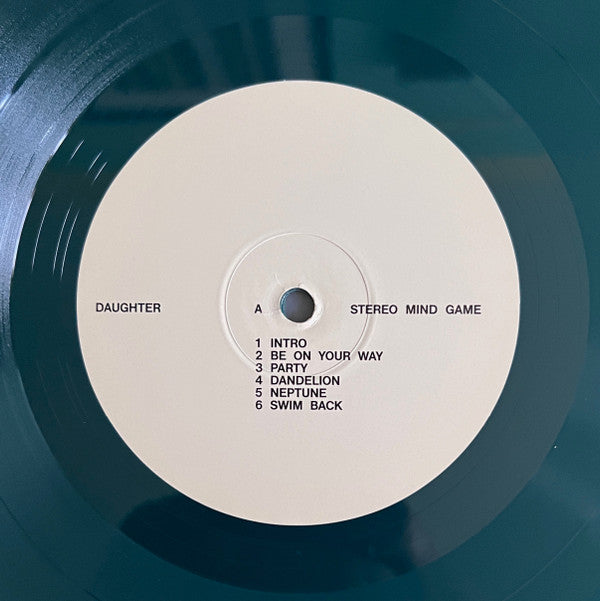 DAUGHTER A STEREO MIND GAME
1 INTRO
2 BE ON YOUR WAY
3 PARTY
4 DANDELION
5 NEPTUNE
6 SWIM BACK